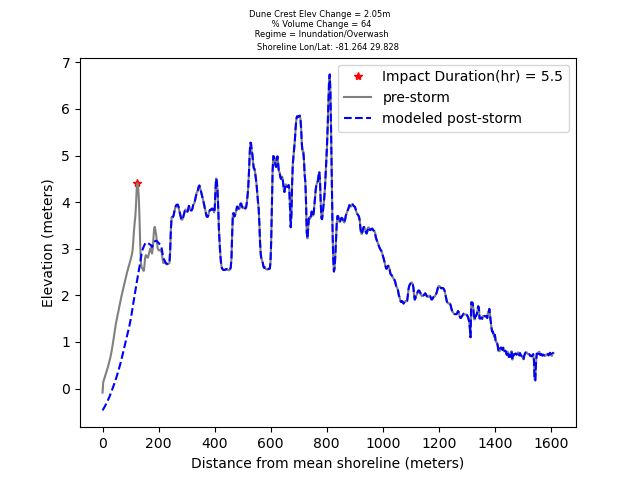 Dune Crest Elev Change = 2.05m
% Volume Change = 64
Regime = Inundation/Overwash
Shoreline Lon/Lat: -81.264 29.828
Impact Duration(hr) = 5.5
pre-storm
modeled post-storm
Elevation (meters)
7
6
5
4
3
2
1
0
0 200 400 600 800 1000 1200 1400 1600
Distance from mean shoreline (meters)